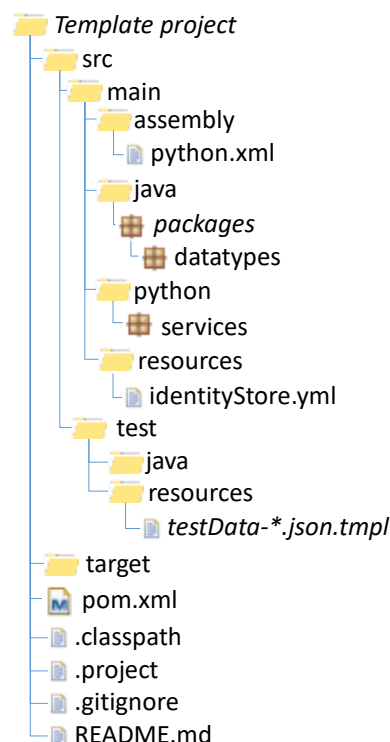 Template project
src
main
assembly
python.xml
java
packages
datatypes
python
services
resources
identityStore.yml
test
java
resources
testData-*.json.tmpl
target
M pom.xml
.classpath
.project
.gitignore
README.md